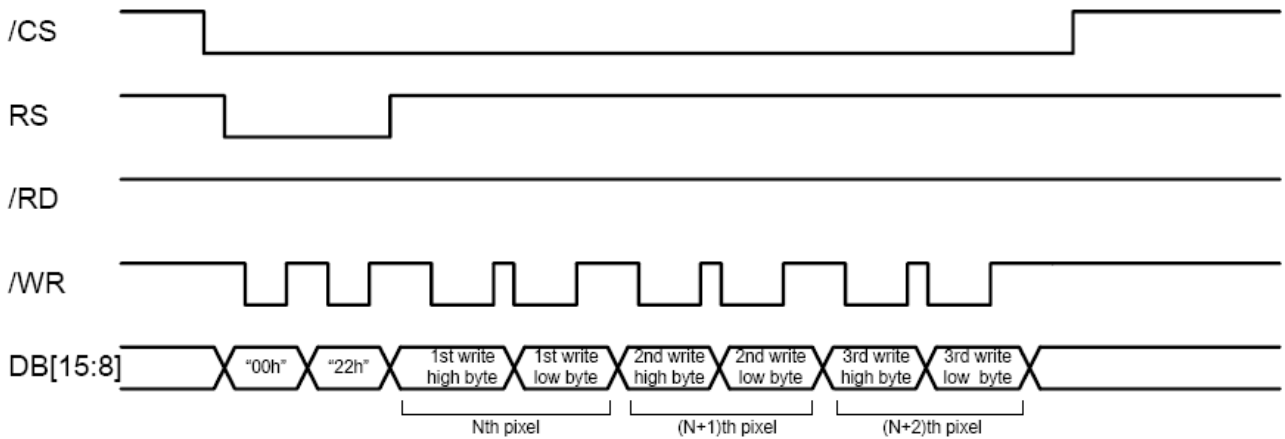 /CS
RS
/RD
/WR
DB[15:8]
“00h”
“22h”
1st write
high byte
1st write
low byte
2nd write
high byte
2nd write
low byte
3rd write
high byte
3rd write
low byte
Nth pixel
(N+1)th pixel
(N+2)th pixel